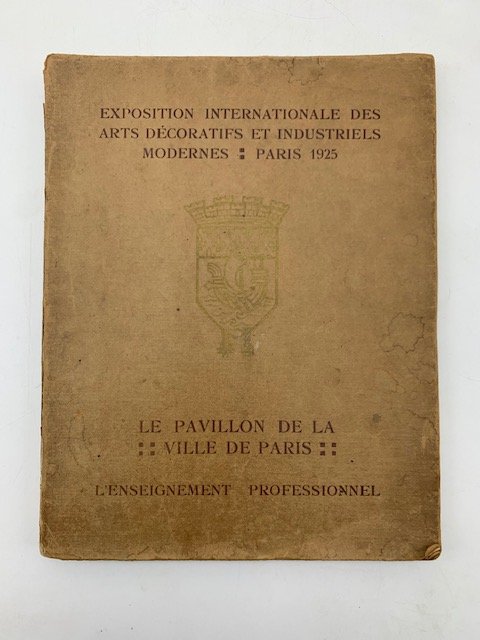 EXPOSITION INTERNATIONALE DES
ARTS DÉCORATIFS ET INDUSTRIELS
MODERNES : PARIS 1925
LE PAVILLON DE LA
:: VILLE DE PARIS ::
L'ENSEIGNEMENT PROFESSIONNEL